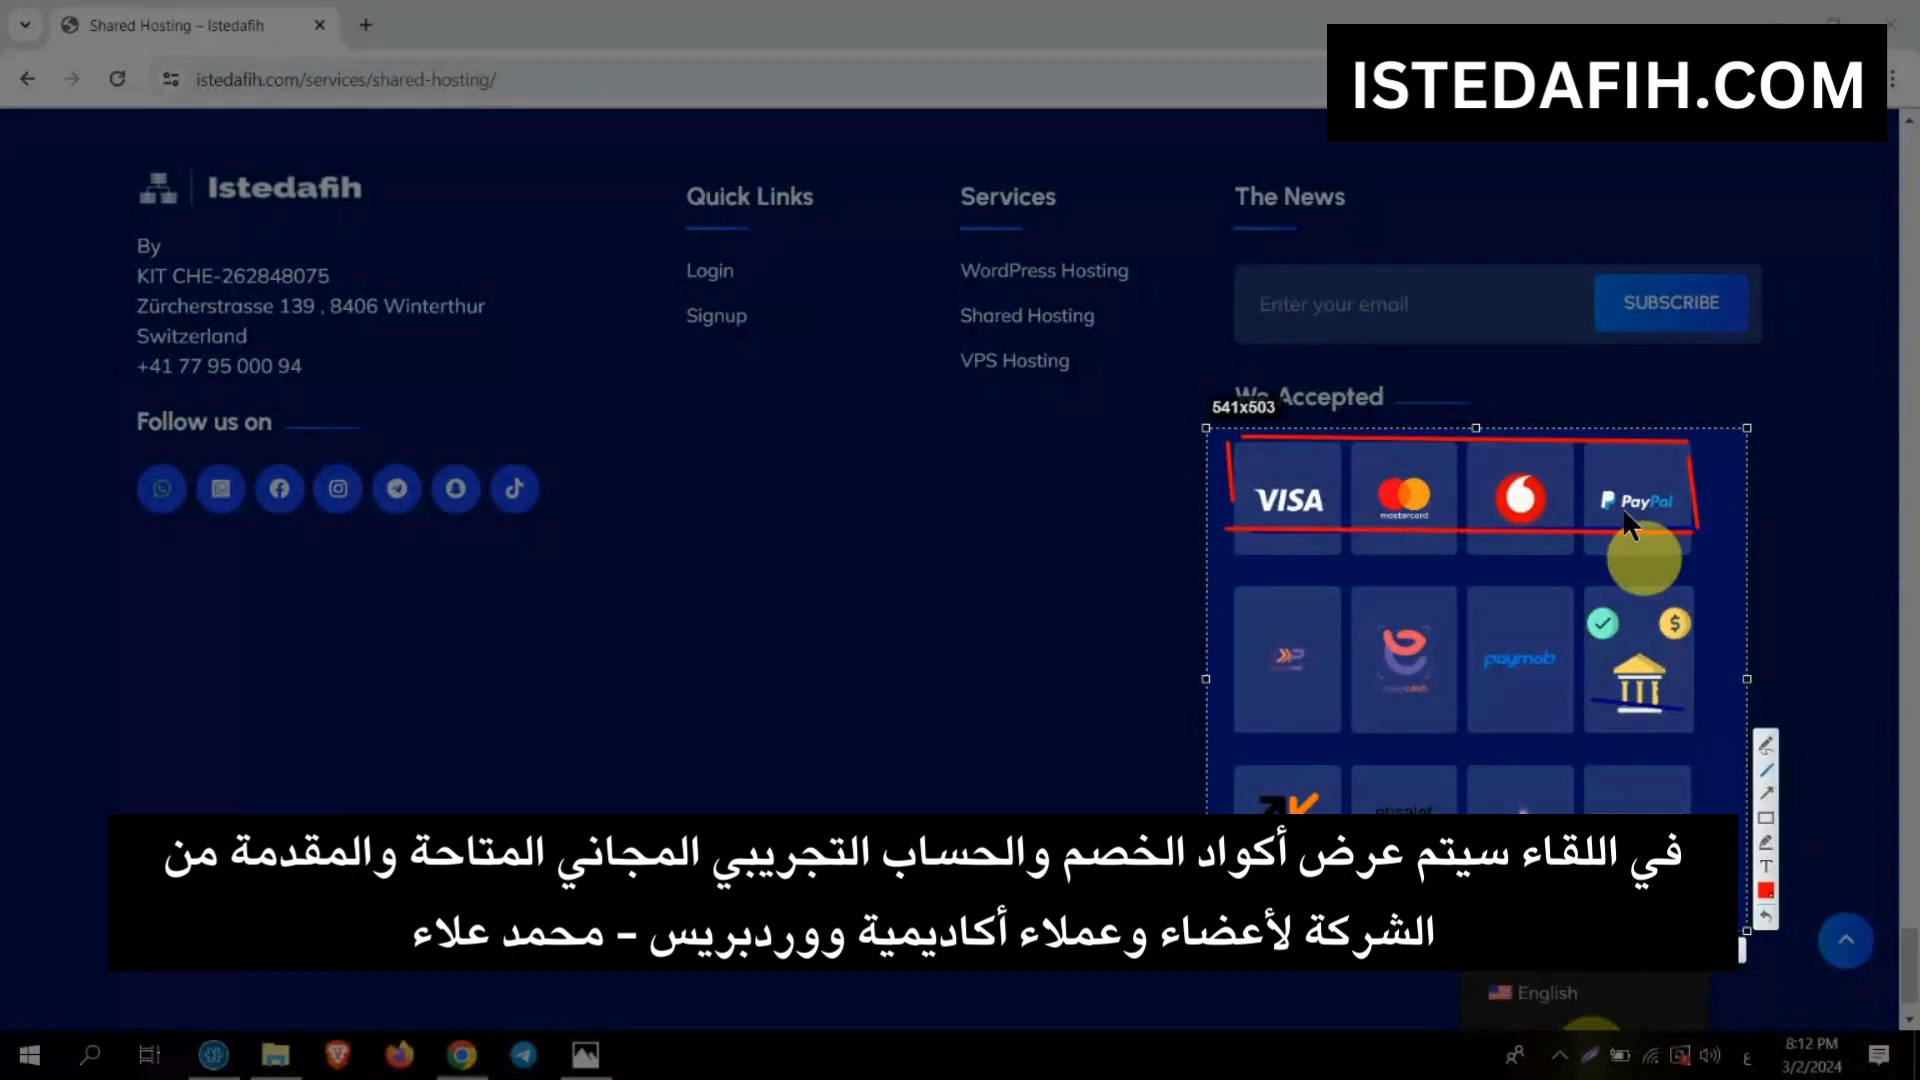 Shared Hosting – Istedafih
istedafih.com/services/shared-hosting/
ISTEDAFIH.COM
Istedafih
By
KIT CHE-262848075
Zürcherstrasse 139 , 8406 Winterthur
Switzerland
+41 77 95 000 94
Follow us on
Quick Links
Login
Signup
Services
WordPress Hosting
Shared Hosting
VPS Hosting
The News
Enter your email
SUBSCRIBE
We Accepted
541x503
VISA
mastercard
PayPal
paymob
في اللقاء سيتم عرض أكواد الخصم والحساب التجريبي المجاني المتاحة والمقدمة من
الشركة لأعضاء وعملاء أكاديمية ووردبريس - محمد علاء
English
ع
8:12 PM
3/2/2024